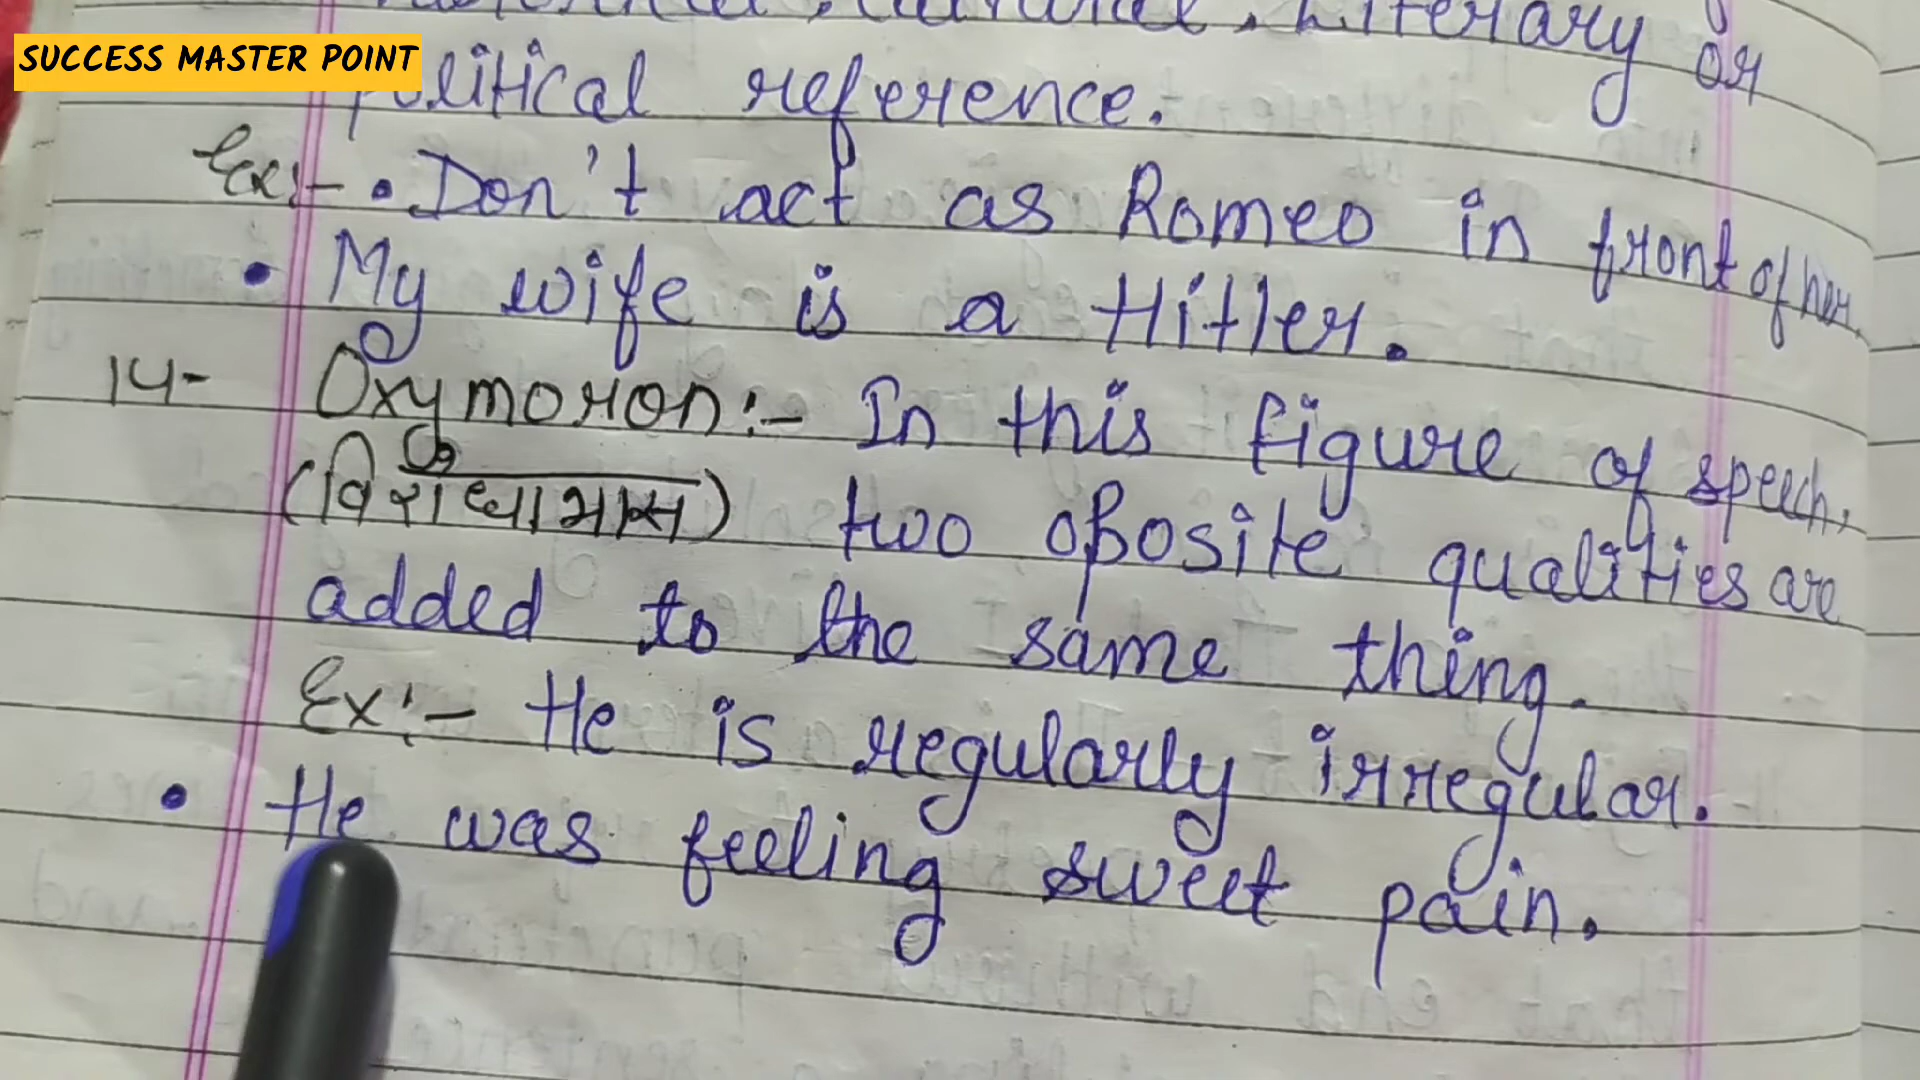 Literary or
SUCCESS MASTER POINT
political reference.
Ex:- • Don't act as Romeo in front of her.
• My wife is a Hitler.
14- Oxymoron:- In this figure of speech,
(विरोधाभास) two oposite qualities are
added to the same thing.
Ex:- He is regularly irregular.
• He was feeling sweet pain.